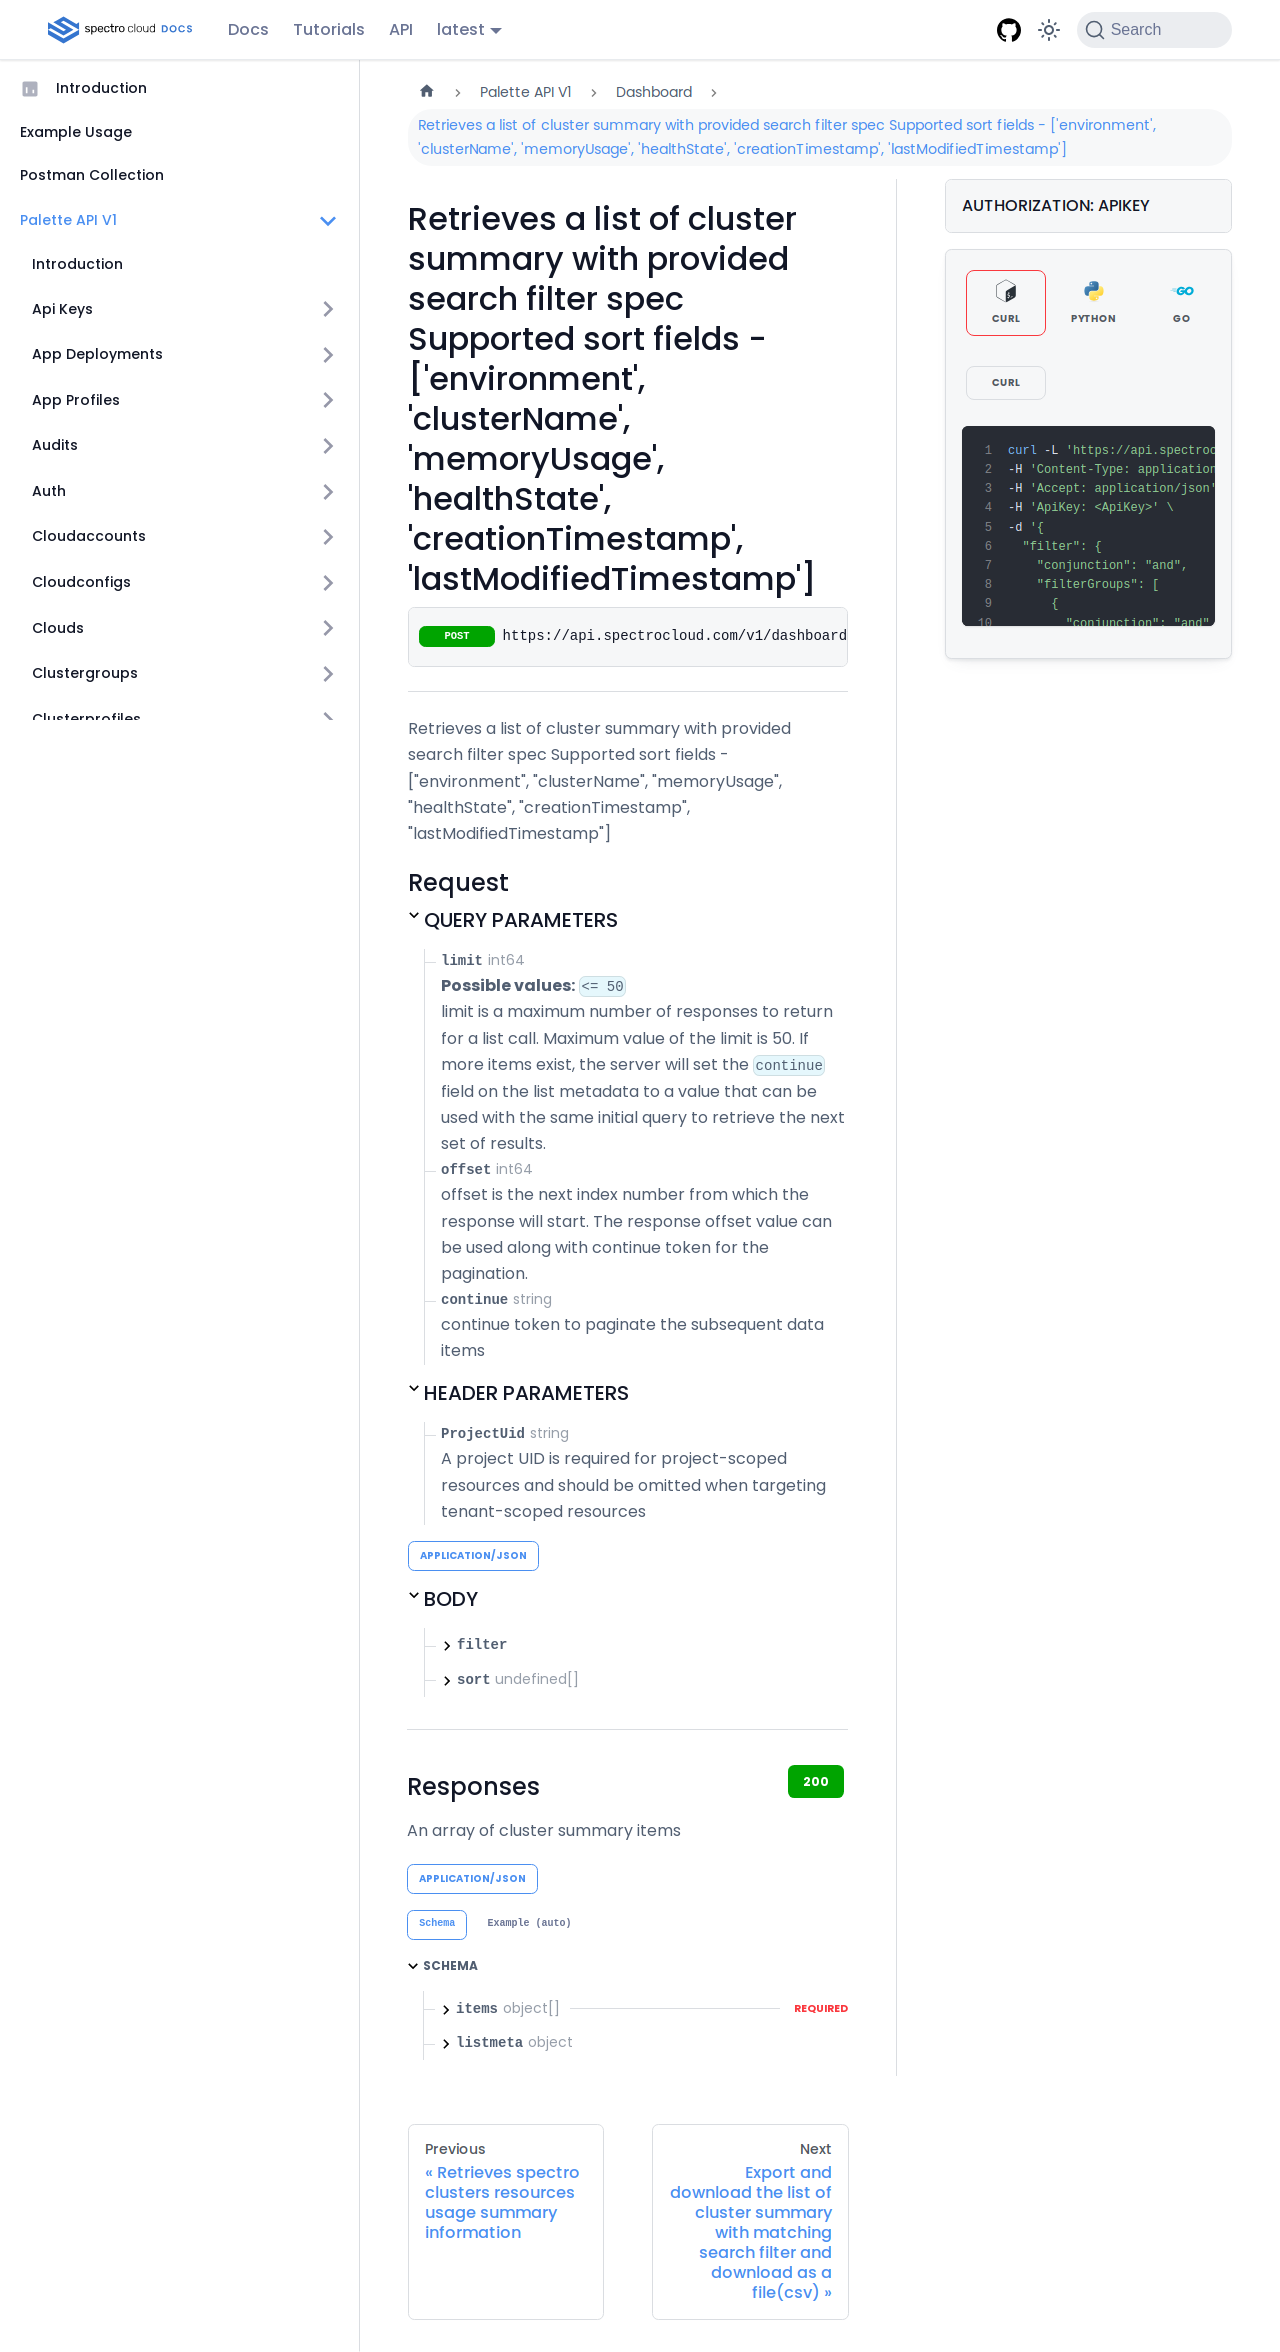 spectro cloud DOCS
Docs
Tutorials
API
latest
Search
Introduction
Example Usage
Postman Collection
Palette API V1
Introduction
Api Keys
App Deployments
App Profiles
Audits
Auth
Cloudaccounts
Cloudconfigs
Clouds
Clustergroups
Clusterprofiles
Palette API V1
Dashboard
Retrieves a list of cluster summary with provided search filter spec Supported sort fields - ['environment',
'clusterName', 'memoryUsage', 'healthState', 'creationTimestamp', 'lastModifiedTimestamp']
Retrieves a list of cluster
summary with provided
search filter spec
Supported sort fields -
['environment',
'clusterName',
'memoryUsage',
'healthState',
'creationTimestamp',
'lastModifiedTimestamp']
POST https://api.spectrocloud.com/v1/dashboard
Retrieves a list of cluster summary with provided
search filter spec Supported sort fields -
["environment", "clusterName", "memoryUsage",
"healthState", "creationTimestamp",
"lastModifiedTimestamp"]
Request
QUERY PARAMETERS
limit int64
Possible values: <= 50
limit is a maximum number of responses to return
for a list call. Maximum value of the limit is 50. If
more items exist, the server will set the continue
field on the list metadata to a value that can be
used with the same initial query to retrieve the next
set of results.
offset int64
offset is the next index number from which the
response will start. The response offset value can
be used along with continue token for the
pagination.
continue string
continue token to paginate the subsequent data
items
HEADER PARAMETERS
ProjectUid string
A project UID is required for project-scoped
resources and should be omitted when targeting
tenant-scoped resources
APPLICATION/JSON
BODY
filter
sort undefined[]
Responses
200
An array of cluster summary items
APPLICATION/JSON
Schema
Example (auto)
SCHEMA
items object[] REQUIRED
listmeta object
Previous
« Retrieves spectro
clusters resources
usage summary
information
Next
Export and
download the list of
cluster summary
with matching
search filter and
download as a
file(csv) »
AUTHORIZATION: APIKEY
CURL
PYTHON
GO
CURL
1 curl -L 'https://api.spectroc
2 -H 'Content-Type: application
3 -H 'Accept: application/json'
4 -H 'ApiKey: <ApiKey>' \
5 -d '{
6 "filter": {
7 "conjunction": "and",
8 "filterGroups": [
9 {
10 "conjunction": "and"